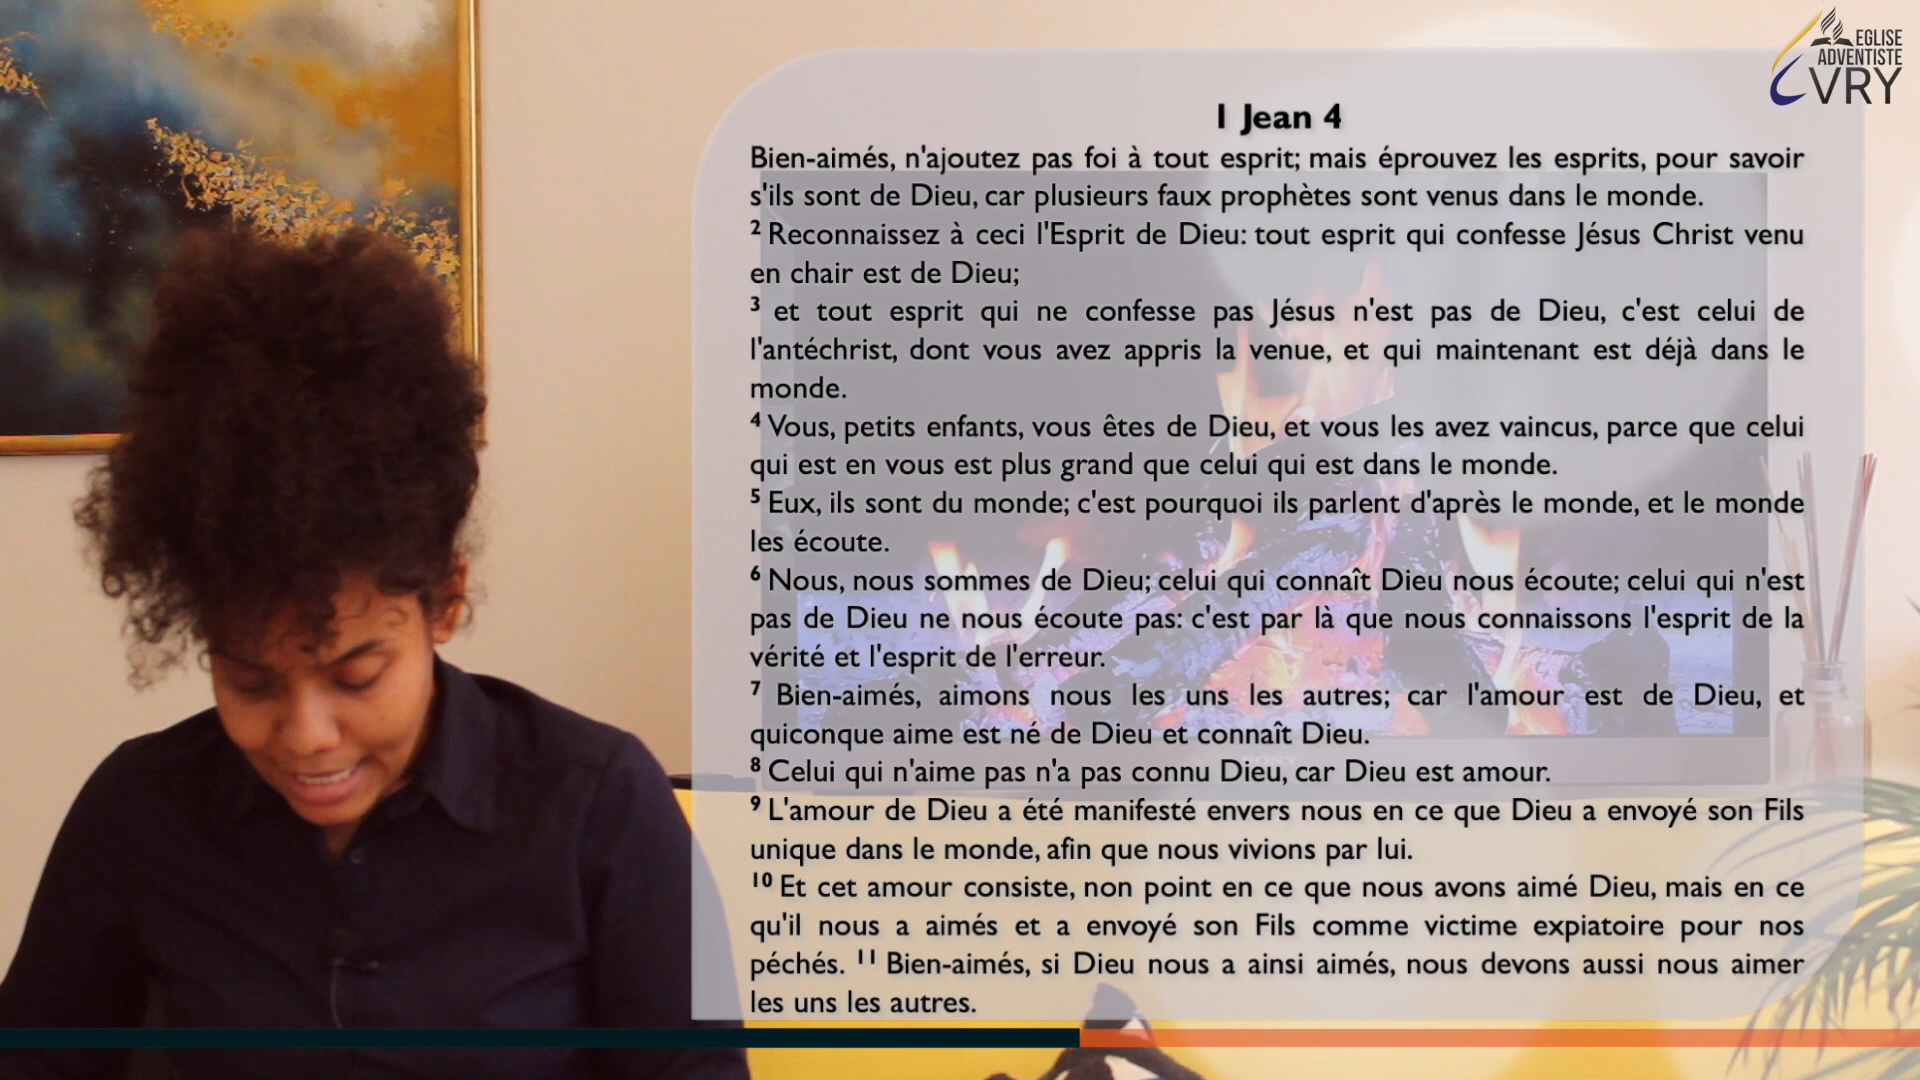 EGLISE
ADVENTISTE
VRY
1 Jean 4
Bien-aimés, n'ajoutez pas foi à tout esprit; mais éprouvez les esprits, pour savoir
s'ils sont de Dieu, car plusieurs faux prophètes sont venus dans le monde.
2 Reconnaissez à ceci l'Esprit de Dieu: tout esprit qui confesse Jésus Christ venu
en chair est de Dieu;
3 et tout esprit qui ne confesse pas Jésus n'est pas de Dieu, c'est celui de
l'antéchrist, dont vous avez appris la venue, et qui maintenant est déjà dans le
monde.
4 Vous, petits enfants, vous êtes de Dieu, et vous les avez vaincus, parce que celui
qui est en vous est plus grand que celui qui est dans le monde.
5 Eux, ils sont du monde; c'est pourquoi ils parlent d'après le monde, et le monde
les écoute.
6 Nous, nous sommes de Dieu; celui qui connaît Dieu nous écoute; celui qui n'est
pas de Dieu ne nous écoute pas: c'est par là que nous connaissons l'esprit de la
vérité et l'esprit de l'erreur.
7 Bien-aimés, aimons nous les uns les autres; car l'amour est de Dieu, et
quiconque aime est né de Dieu et connaît Dieu.
8 Celui qui n'aime pas n'a pas connu Dieu, car Dieu est amour.
9 L'amour de Dieu a été manifesté envers nous en ce que Dieu a envoyé son Fils
unique dans le monde, afin que nous vivions par lui.
10 Et cet amour consiste, non point en ce que nous avons aimé Dieu, mais en ce
qu'il nous a aimés et a envoyé son Fils comme victime expiatoire pour nos
péchés. 11 Bien-aimés, si Dieu nous a ainsi aimés, nous devons aussi nous aimer
les uns les autres.